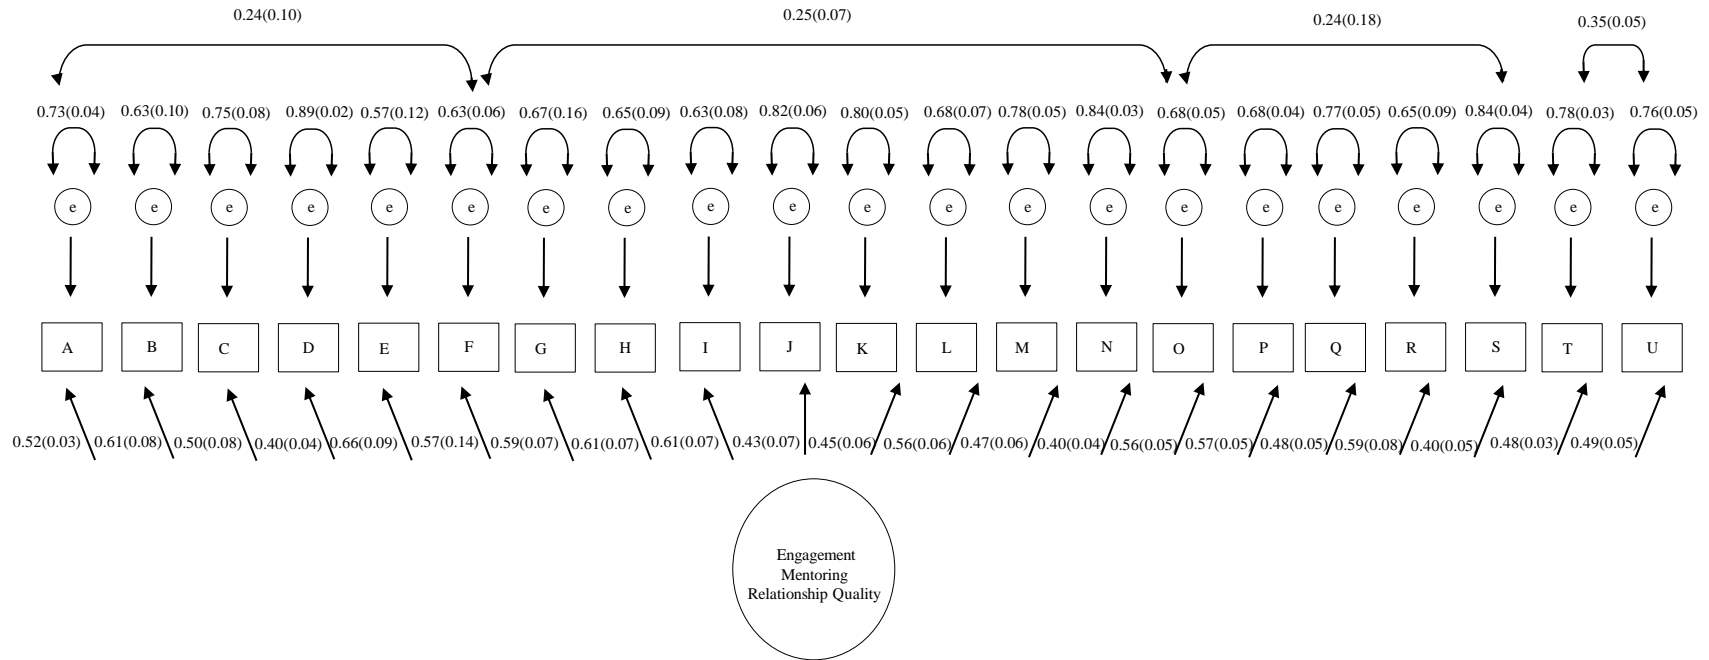 0.24(0.10) 0.25(0.07) 0.24(0.18) 0.35(0.05)
0.73(0.04) 0.63(0.10) 0.75(0.08) 0.89(0.02) 0.57(0.12) 0.63(0.06) 0.67(0.16) 0.65(0.09) 0.63(0.08) 0.82(0.06) 0.80(0.05) 0.68(0.07) 0.78(0.05) 0.84(0.03) 0.68(0.05) 0.68(0.04) 0.77(0.05) 0.65(0.09) 0.84(0.04) 0.78(0.03) 0.76(0.05)
e e e e e e e e e e e e e e e e e e e e e
A B C D E F G H I J K L M N O P Q R S T U
0.52(0.03) 0.61(0.08) 0.50(0.08) 0.40(0.04) 0.66(0.09) 0.57(0.14) 0.59(0.07) 0.61(0.07) 0.61(0.07) 0.43(0.07) 0.45(0.06) 0.56(0.06) 0.47(0.06) 0.40(0.04) 0.56(0.05) 0.57(0.05) 0.48(0.05) 0.59(0.08) 0.40(0.05) 0.48(0.03) 0.49(0.05)
Engagement
Mentoring
Relationship Quality